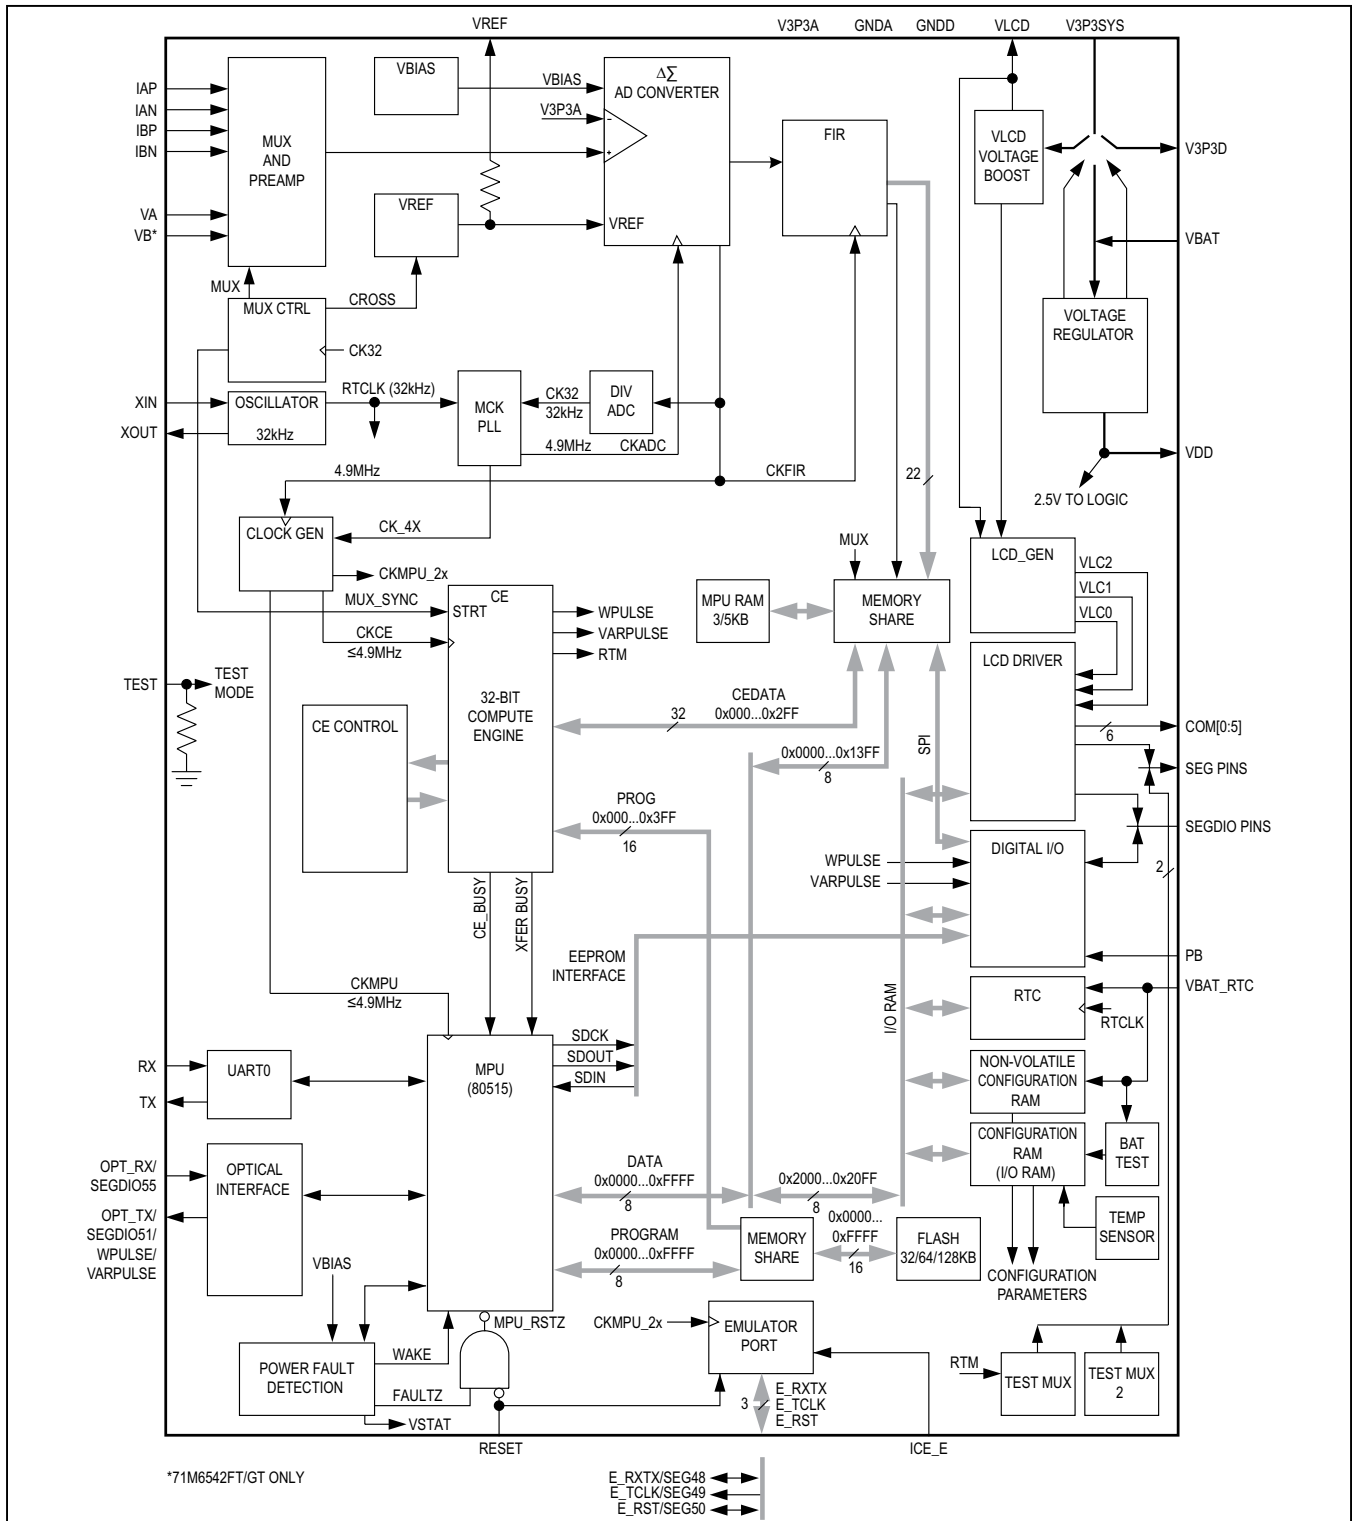 VREF
V3P3A
GNDA
GNDD
VLCD
V3P3SYS
IAP
IAN
IBP
IBN
VA
VB*
MUX
AND
PREAMP
VBIAS
VBIAS
V3P3A
ΔΣ
AD CONVERTER
-
+
VREF
VREF
FIR
VLCD
VOLTAGE
BOOST
V3P3D
VBAT
VOLTAGE
REGULATOR
VDD
2.5V TO LOGIC
MUX
MUX CTRL
CROSS
CK32
XIN
XOUT
OSCILLATOR
32kHz
RTCLK (32kHz)
MCK
PLL
CK32
32kHz
DIV
ADC
4.9MHz
CKADC
4.9MHz
CKFIR
22
CLOCK GEN
CK_4X
CKMPU_2x
MUX_SYNC
CKCE
≤4.9MHz
CE
STRT
32-BIT
COMPUTE
ENGINE
WPULSE
VARPULSE
RTM
MUX
MPU RAM
3/5KB
MEMORY
SHARE
LCD_GEN
VLC2
VLC1
VLC0
LCD DRIVER
COM[0:5]
6
SEG PINS
SEGDIO PINS
2
TEST
TEST
MODE
CE CONTROL
CEDATA
0x000...0x2FF
32
0x0000...0x13FF
8
SPI
PROG
0x000...0x3FF
16
DIGITAL I/O
WPULSE
VARPULSE
CE_BUSY
XFER BUSY
EEPROM
INTERFACE
PB
VBAT_RTC
I/O RAM
RTC
RTCLK
CKMPU
≤4.9MHz
RX
TX
UART0
MPU
(80515)
SDCK
SDOUT
SDIN
NON-VOLATILE
CONFIGURATION
RAM
CONFIGURATION
RAM
(I/O RAM)
BAT
TEST
TEMP
SENSOR
CONFIGURATION
PARAMETERS
OPT_RX/
SEGDIO55
OPT_TX/
SEGDIO51/
WPULSE/
VARPULSE
OPTICAL
INTERFACE
DATA
0x0000...0xFFFF
8
0x2000...0x20FF
8
PROGRAM
0x0000...0xFFFF
8
MEMORY
SHARE
0x0000...
0xFFFF
16
FLASH
32/64/128KB
VBIAS
MPU_RSTZ
CKMPU_2x
EMULATOR
PORT
POWER FAULT
DETECTION
WAKE
FAULTZ
VSTAT
3
E_RXTX
E_TCLK
E_RST
RTM
TEST MUX
TEST MUX
2
RESET
ICE_E
*71M6542FT/GT ONLY
E_RXTX/SEG48
E_TCLK/SEG49
E_RST/SEG50